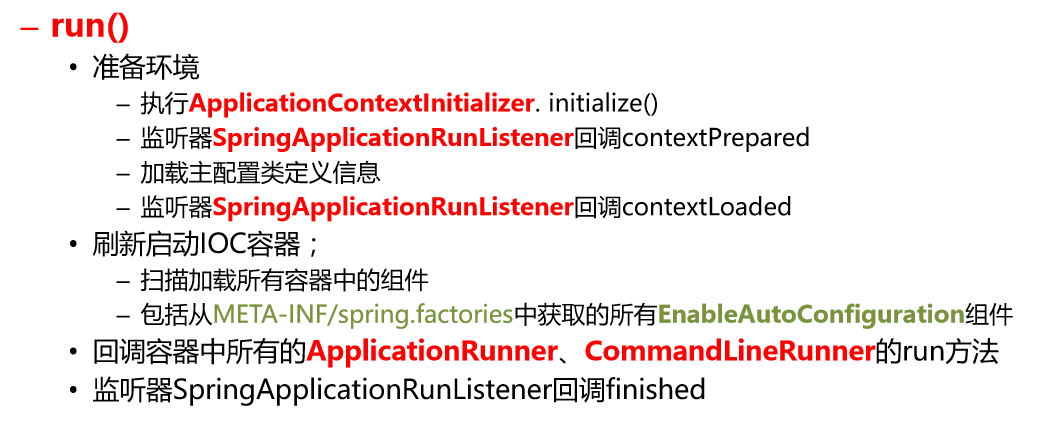 – run()
• 准备环境
– 执行ApplicationContextInitializer. initialize()
– 监听器SpringApplicationRunListener回调contextPrepared
– 加载主配置类定义信息
– 监听器SpringApplicationRunListener回调contextLoaded
• 刷新启动IOC容器；
– 扫描加载所有容器中的组件
– 包括从META-INF/spring.factories中获取的所有EnableAutoConfiguration组件
• 回调容器中所有的ApplicationRunner、CommandLineRunner的run方法
• 监听器SpringApplicationRunListener回调finished